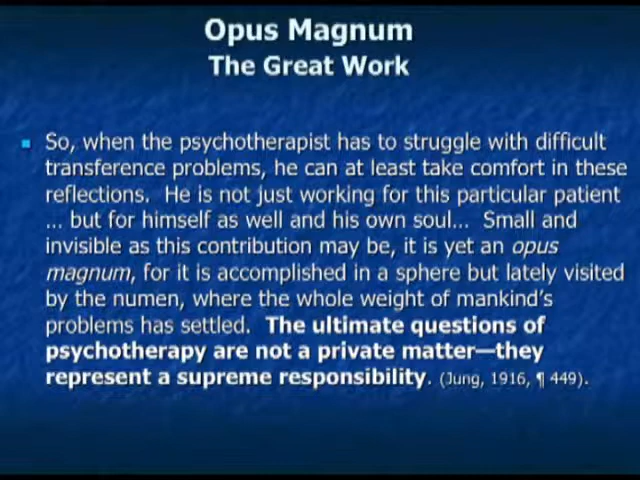 Opus Magnum
The Great Work
So, when the psychotherapist has to struggle with difficult
transference problems, he can at least take comfort in these
reflections. He is not just working for this particular patient
... but for himself as well and his own soul... Small and
invisible as this contribution may be, it is yet an opus
magnum, for it is accomplished in a sphere but lately visited
by the numen, where the whole weight of mankind's
problems has settled. The ultimate questions of
psychotherapy are not a private matter—they
represent a supreme responsibility. (Jung, 1916, ¶ 449).